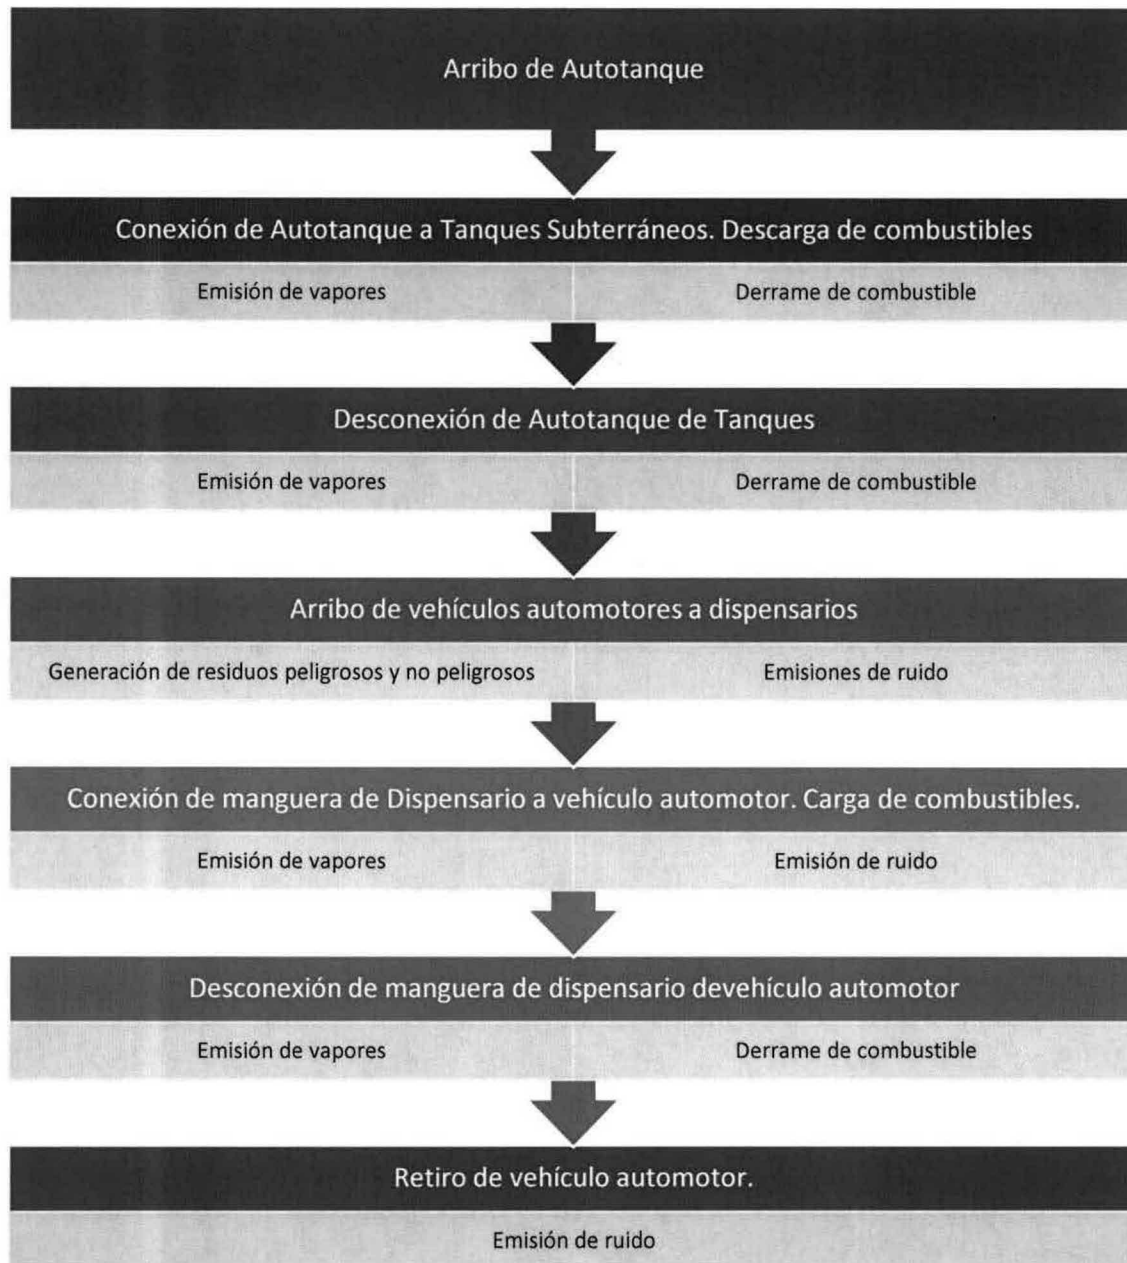 Arribo de Autotanque
Conexión de Autotanque a Tanques Subterráneos. Descarga de combustibles
Emisión de vapores
Derrame de combustible
Desconexión de Autotanque de Tanques
Emisión de vapores
Derrame de combustible
Arribo de vehículos automotores a dispensarios
Generación de residuos peligrosos y no peligrosos
Emisiones de ruido
Conexión de manguera de Dispensario a vehículo automotor. Carga de combustibles.
Emisión de vapores
Emisión de ruido
Desconexión de manguera de dispensario devehículo automotor
Emisión de vapores
Derrame de combustible
Retiro de vehículo automotor.
Emisión de ruido